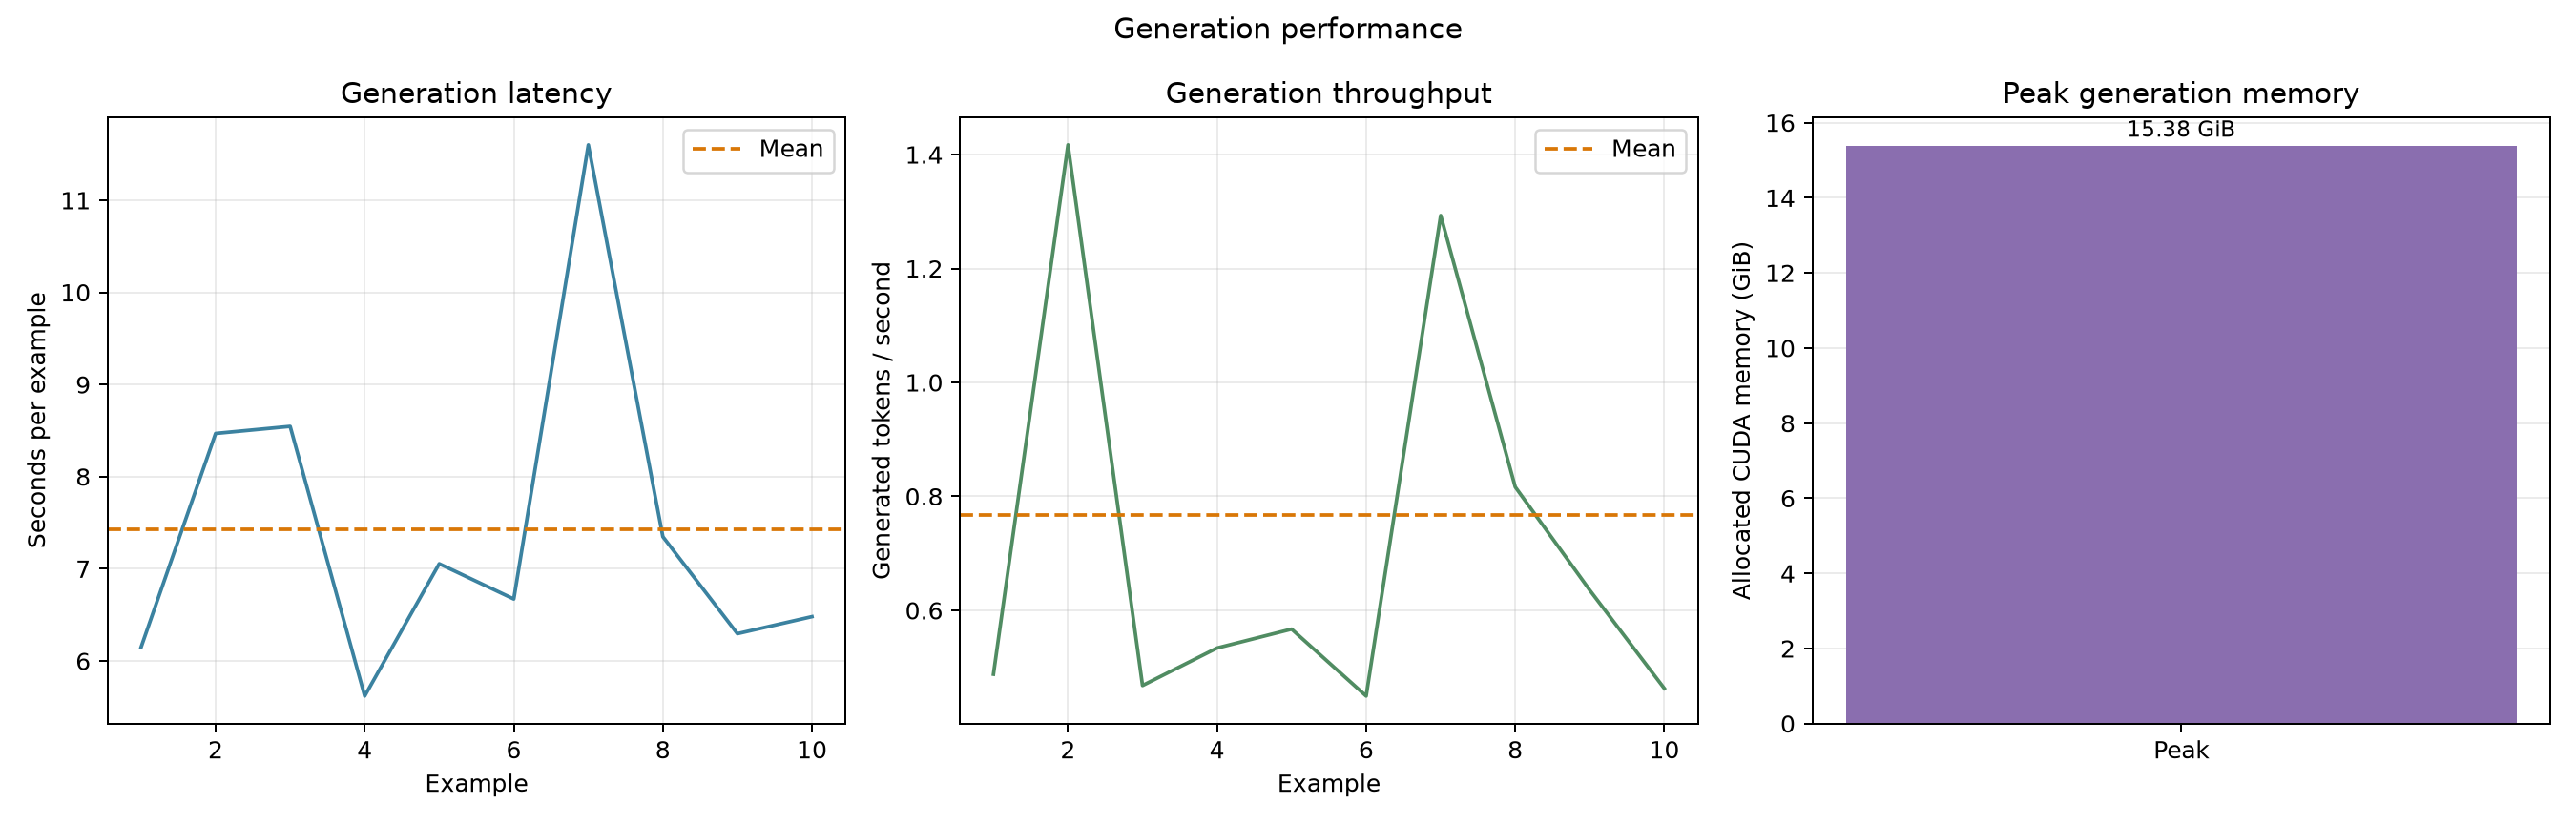 Generation performance
Generation latency
Seconds per example
11
10
9
8
7
6
2
4
6
8
10
Example
Mean
Generation throughput
Generated tokens / second
1.4
1.2
1.0
0.8
0.6
2
4
6
8
10
Example
Mean
Peak generation memory
Allocated CUDA memory (GiB)
16
14
12
10
8
6
4
2
0
15.38 GiB
Peak